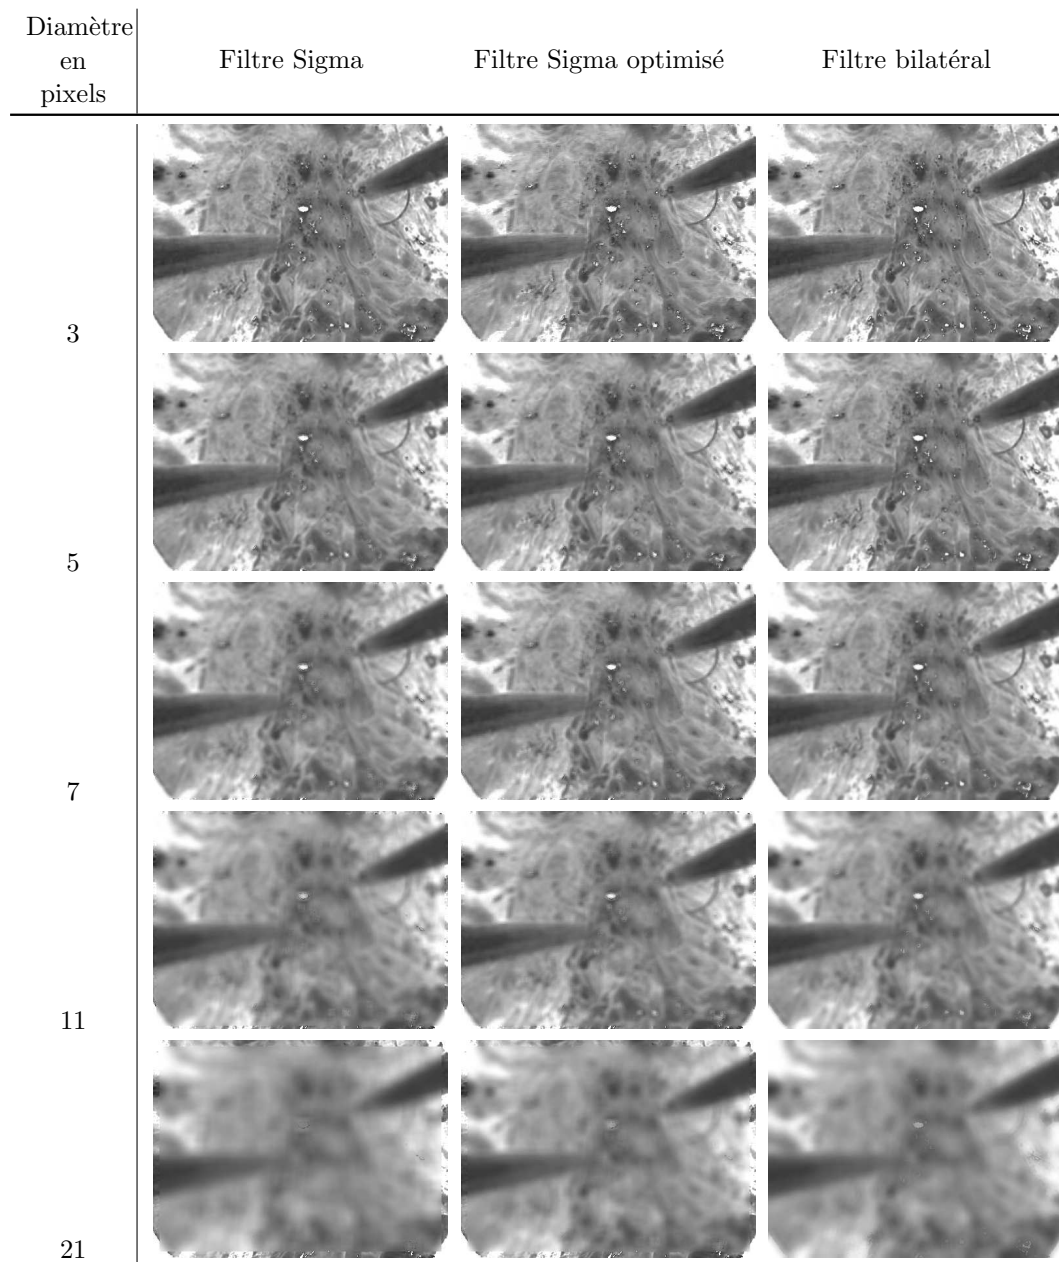 Diamètre
en
pixels
Filtre Sigma
Filtre Sigma optimisé
Filtre bilatéral
3
5
7
11
21